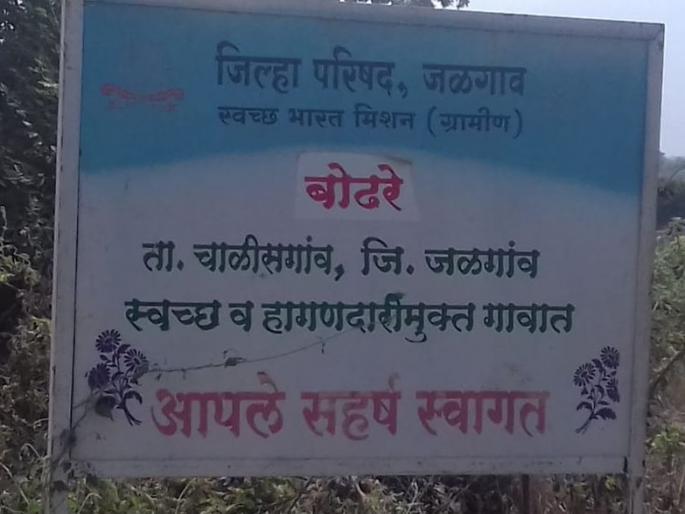 जिल्हा परिषद, जळगाव
स्वच्छ भारत मिशन (ग्रामीण)
बोढरे
ता. चाळीसगांव, जि. जळगांव
स्वच्छ व हागणदारीमुक्त गावात
आपले सहर्ष स्वागत